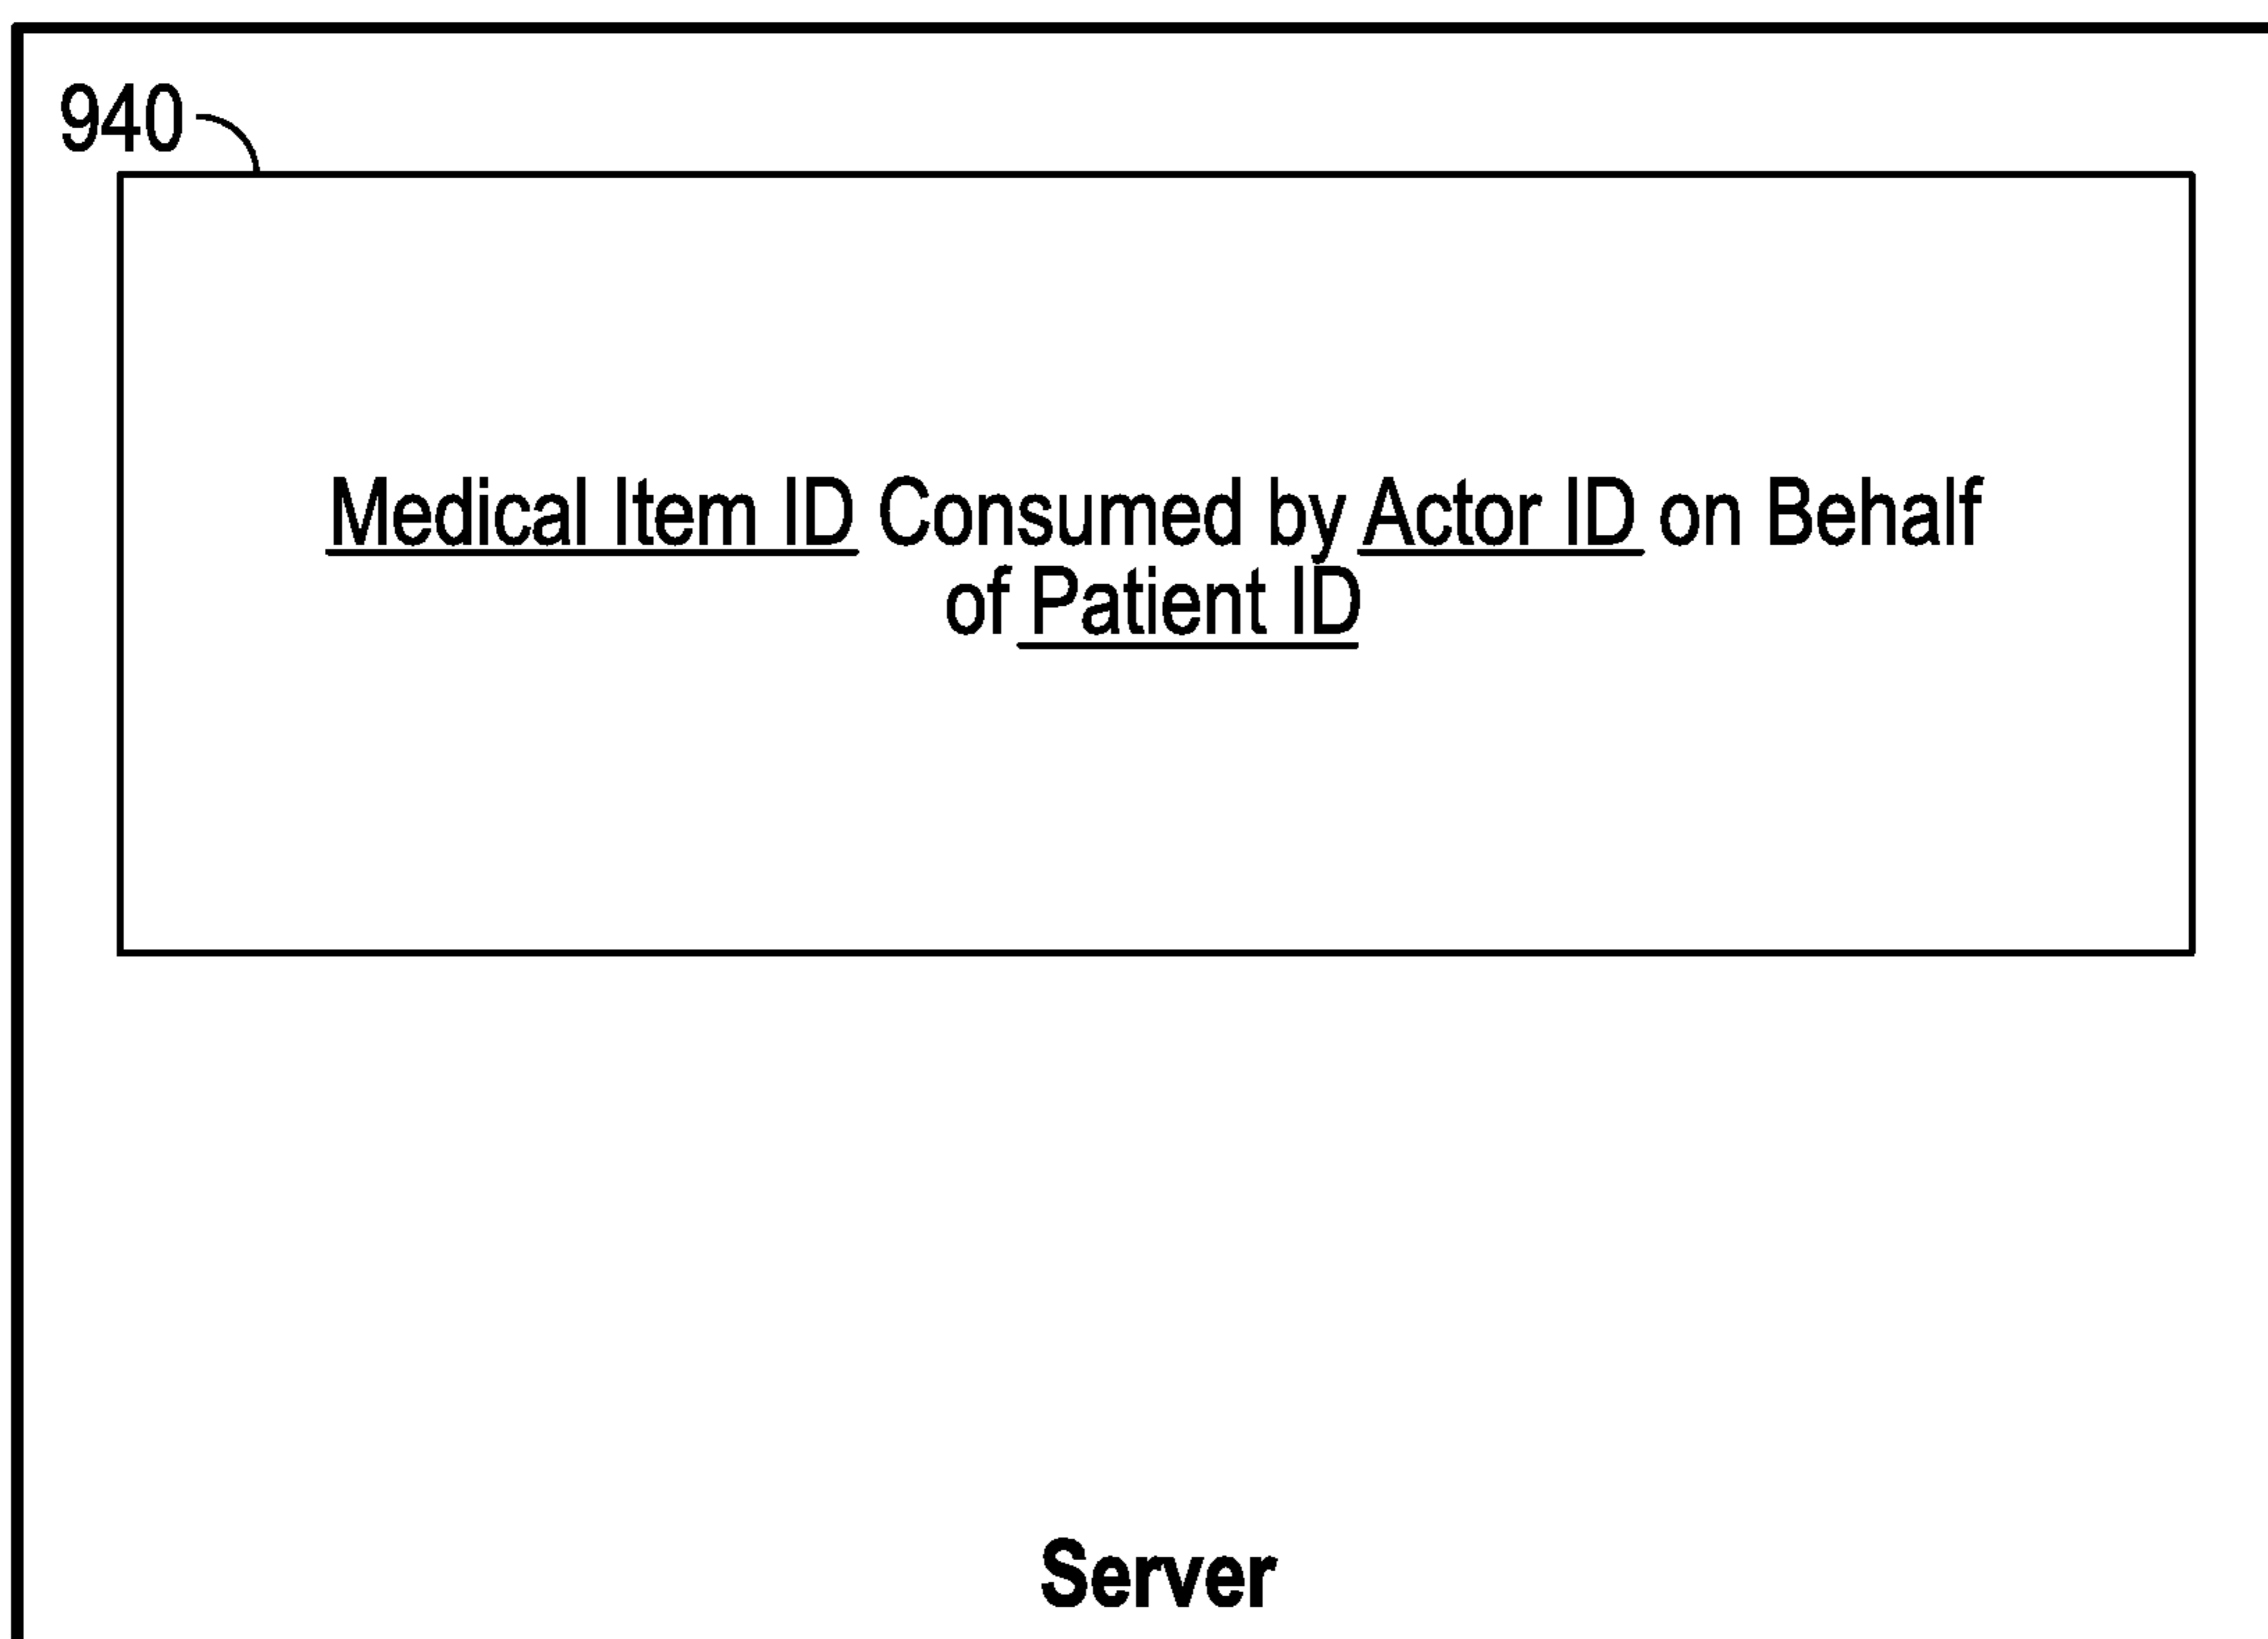 940
Medical Item ID Consumed by Actor ID on Behalf
of Patient ID
Server